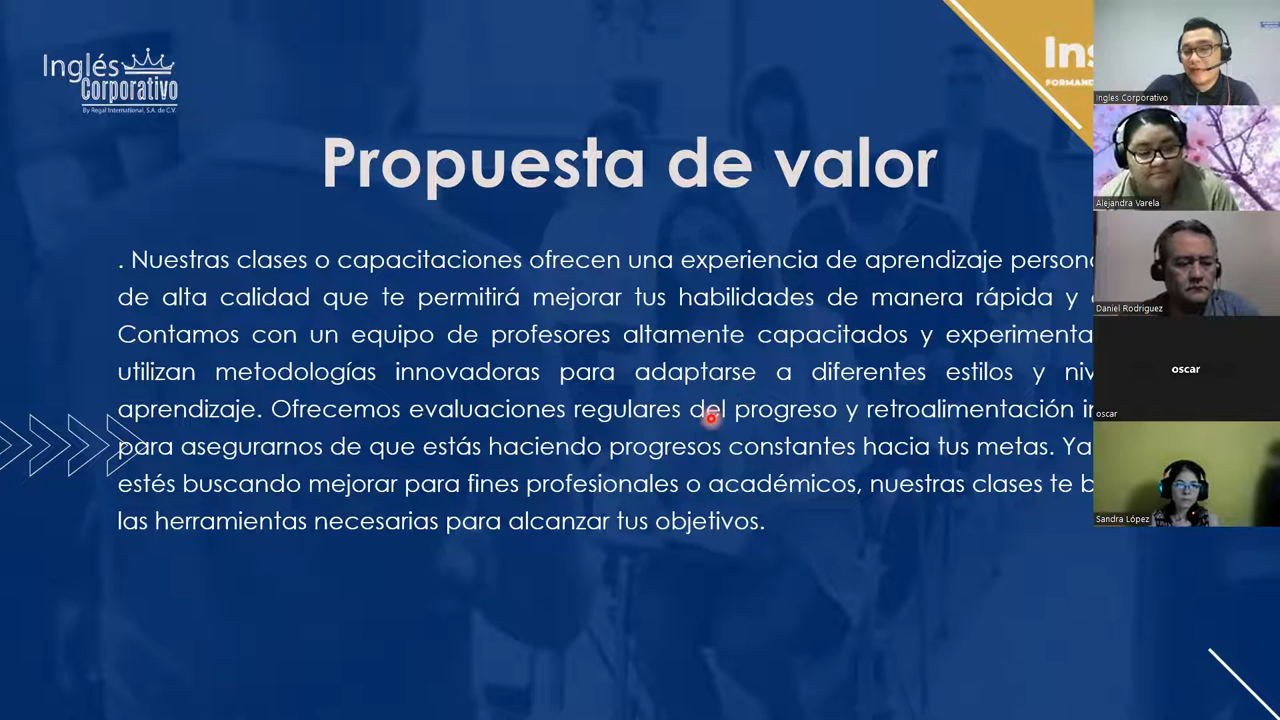 Inglés
Corporativo
By Regal International, S.A. de C.V.
FORMAND
Propuesta de valor
. Nuestras clases o capacitaciones ofrecen una experiencia de aprendizaje
de alta calidad que te permitirá mejorar tus habilidades de manera rápida y
Contamos con un equipo de profesores altamente capacitados y
utilizan metodologías innovadoras para adaptarse a diferentes estilos y
aprendizaje. Ofrecemos evaluaciones regulares del progreso y retroalimentación
para asegurarnos de que estás haciendo progresos constantes hacia tus metas. Ya
estés buscando mejorar para fines profesionales o académicos, nuestras clases te
las herramientas necesarias para alcanzar tus objetivos.
Ingles Corporativo
Alejandra Varela
Daniel Rodriguez
oscar
oscar
Sandra López